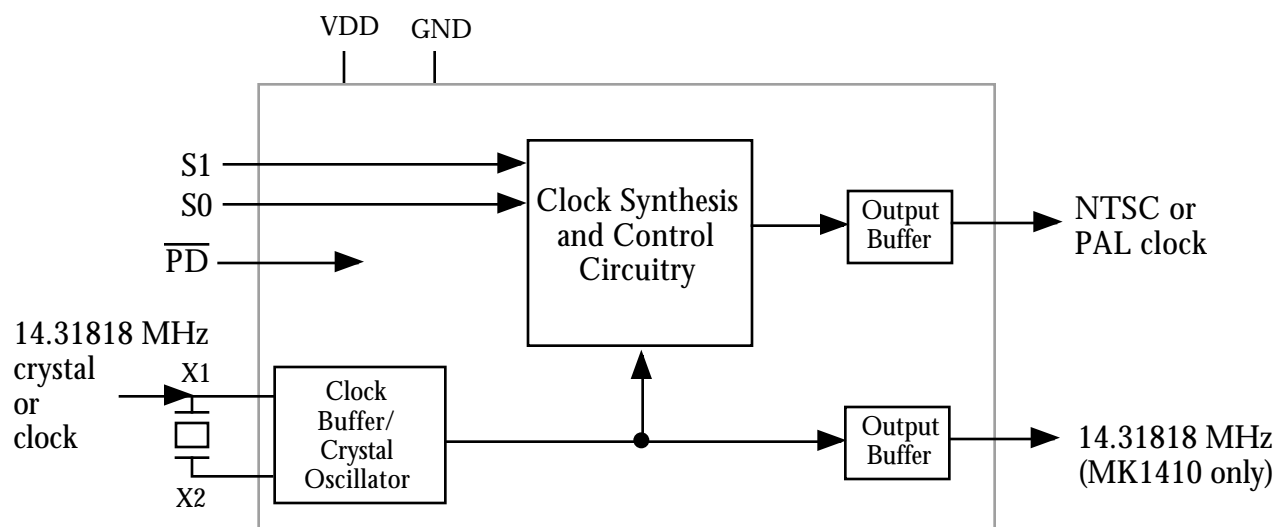 VDD GND
S1
S0
PD
Clock Synthesis
and Control
Circuitry
Output
Buffer
NTSC or
PAL clock
14.31818 MHz
crystal
or
clock
X1
X2
Clock
Buffer/
Crystal
Oscillator
Output
Buffer
14.31818 MHz
(MK1410 only)